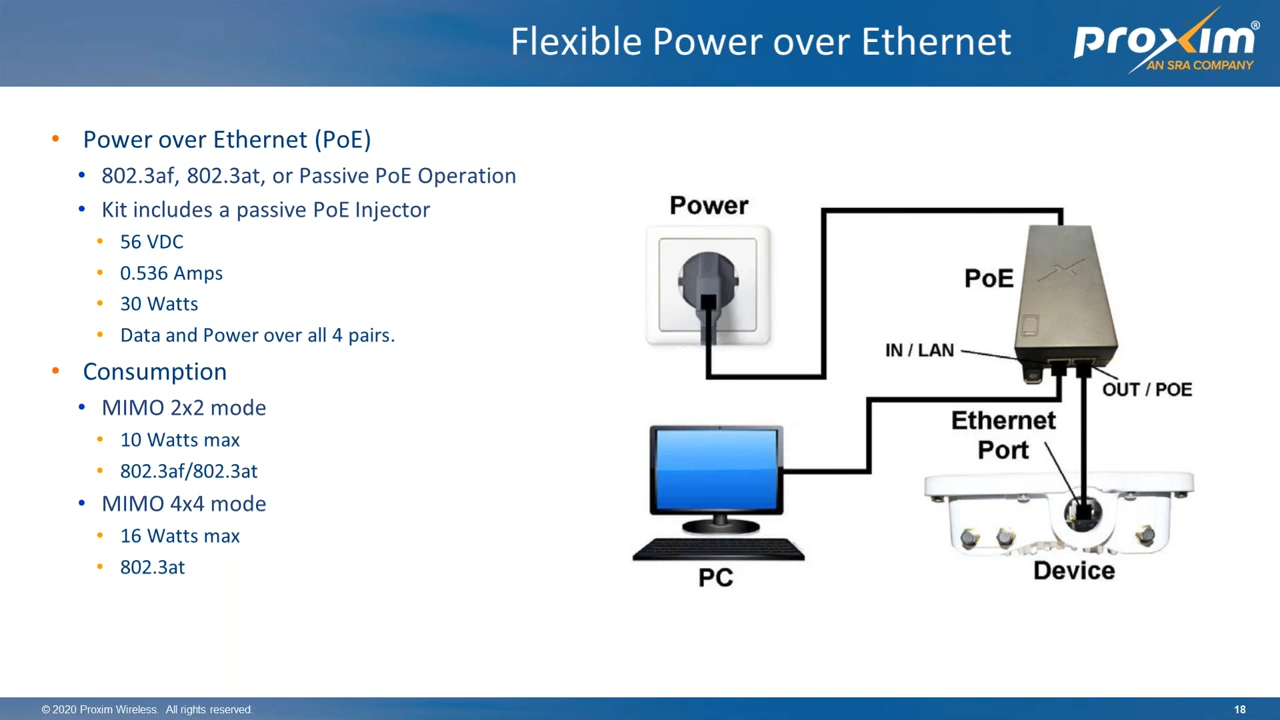 Flexible Power over Ethernet
proxim®
AN SRA COMPANY
Power over Ethernet (PoE)
802.3af, 802.3at, or Passive PoE Operation
Kit includes a passive PoE Injector
56 VDC
0.536 Amps
30 Watts
Data and Power over all 4 pairs.
Consumption
MIMO 2x2 mode
10 Watts max
802.3af/802.3at
MIMO 4x4 mode
16 Watts max
802.3at
Power
PoE
IN / LAN
OUT / POE
Ethernet
Port
PC
Device
© 2020 Proxim Wireless. All rights reserved.
18